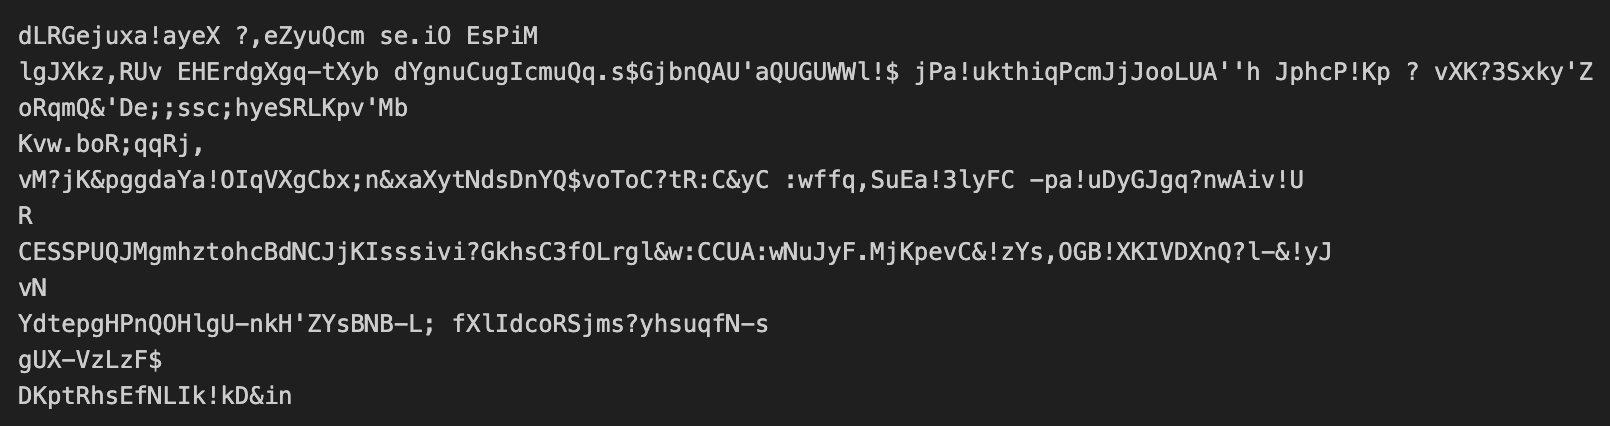 dLRGejuxa!ayeX ?,eZyuQcm se.iO EsPiM
lgJXkz,RUv EHErdgXgq-tXyb dYgnuCugIcmuQq.s$GjbnQAU'aQUGUWWl!$ jPa!ukthiqPcmJjJooLUA''h JphcP!Kp ? vXK?3Sxky'Z
oRqmQ&'De;;ssc;hyeSRLKpv'Mb
Kvw.boR;qqRj,
vM?jK&pggdaYa!OIqVXgCbx;n&xaXytNdsDnYQ$voToC?tR:C&yC :wffq,SuEa!3lyFC -pa!uDyGJgq?nwAiv!U
R
CESSPUQJMgmhztohcBdNCJjKIsssivi?GkhsC3fOLrgl&w:CCUA:wNuJyF.MjKpevC&!zYs,OGB!XKIVDXnQ?l-&!yJ
vN
YdtepgHPnQOHlgU-nkH'ZYsBNB-L; fXlIdcoRSjms?yhsuqfN-s
gUX-VzLzF$
DKptRhsEfNLIk!kD&in